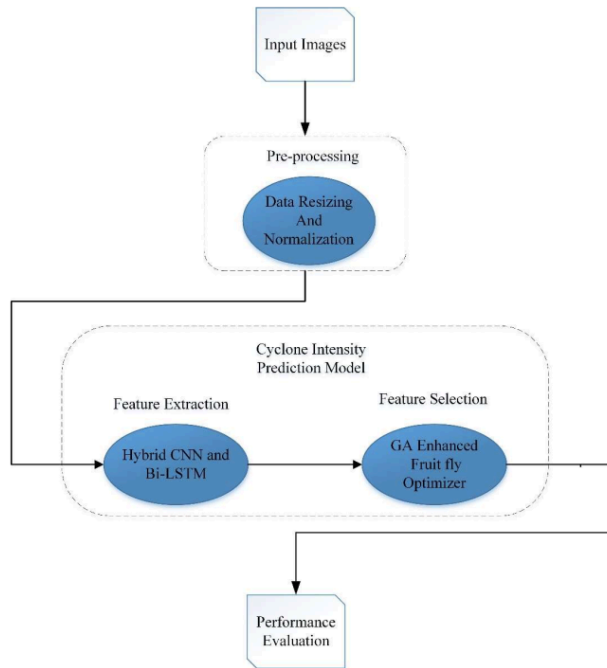 Input Images
Pre-processing
Data Resizing
And
Normalization
Cyclone Intensity
Prediction Model
Feature Extraction
Hybrid CNN and
Bi-LSTM
Feature Selection
GA Enhanced
Fruit fly
Optimizer
Performance
Evaluation